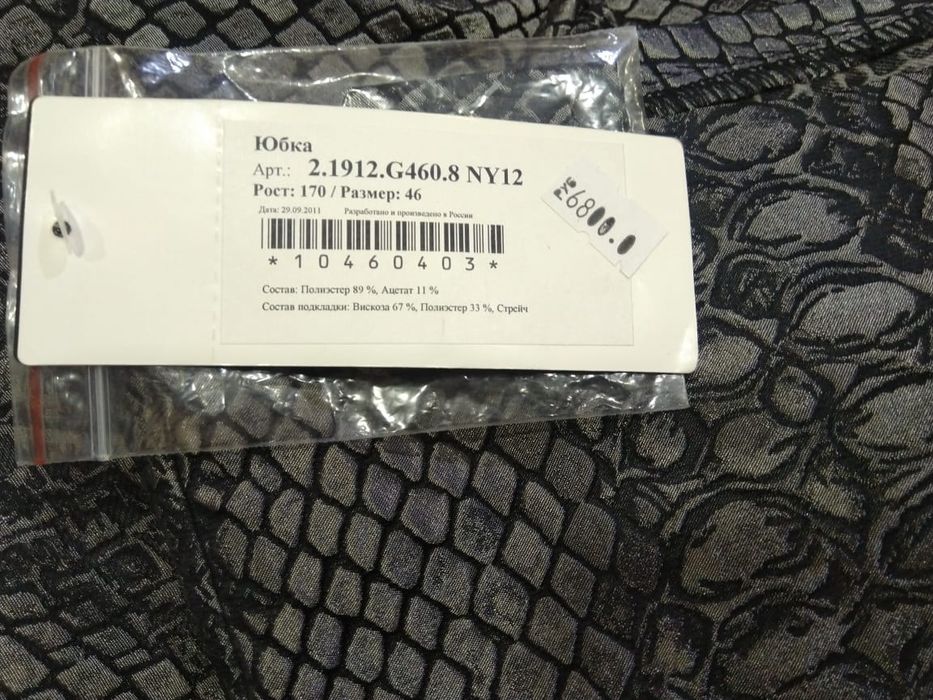 Юбка
Арт.: 2.1912.G460.8 NY12
Рост: 170 / Размер: 46
Дата: 29.09.2011 Разработано и произведено в России
*10460403*
Состав: Полиэстер 89 %, Ацетат 11 %
Состав подкладки: Вискоза 67 %, Полиэстер 33 %, Стрейч
РУБ
6800.0